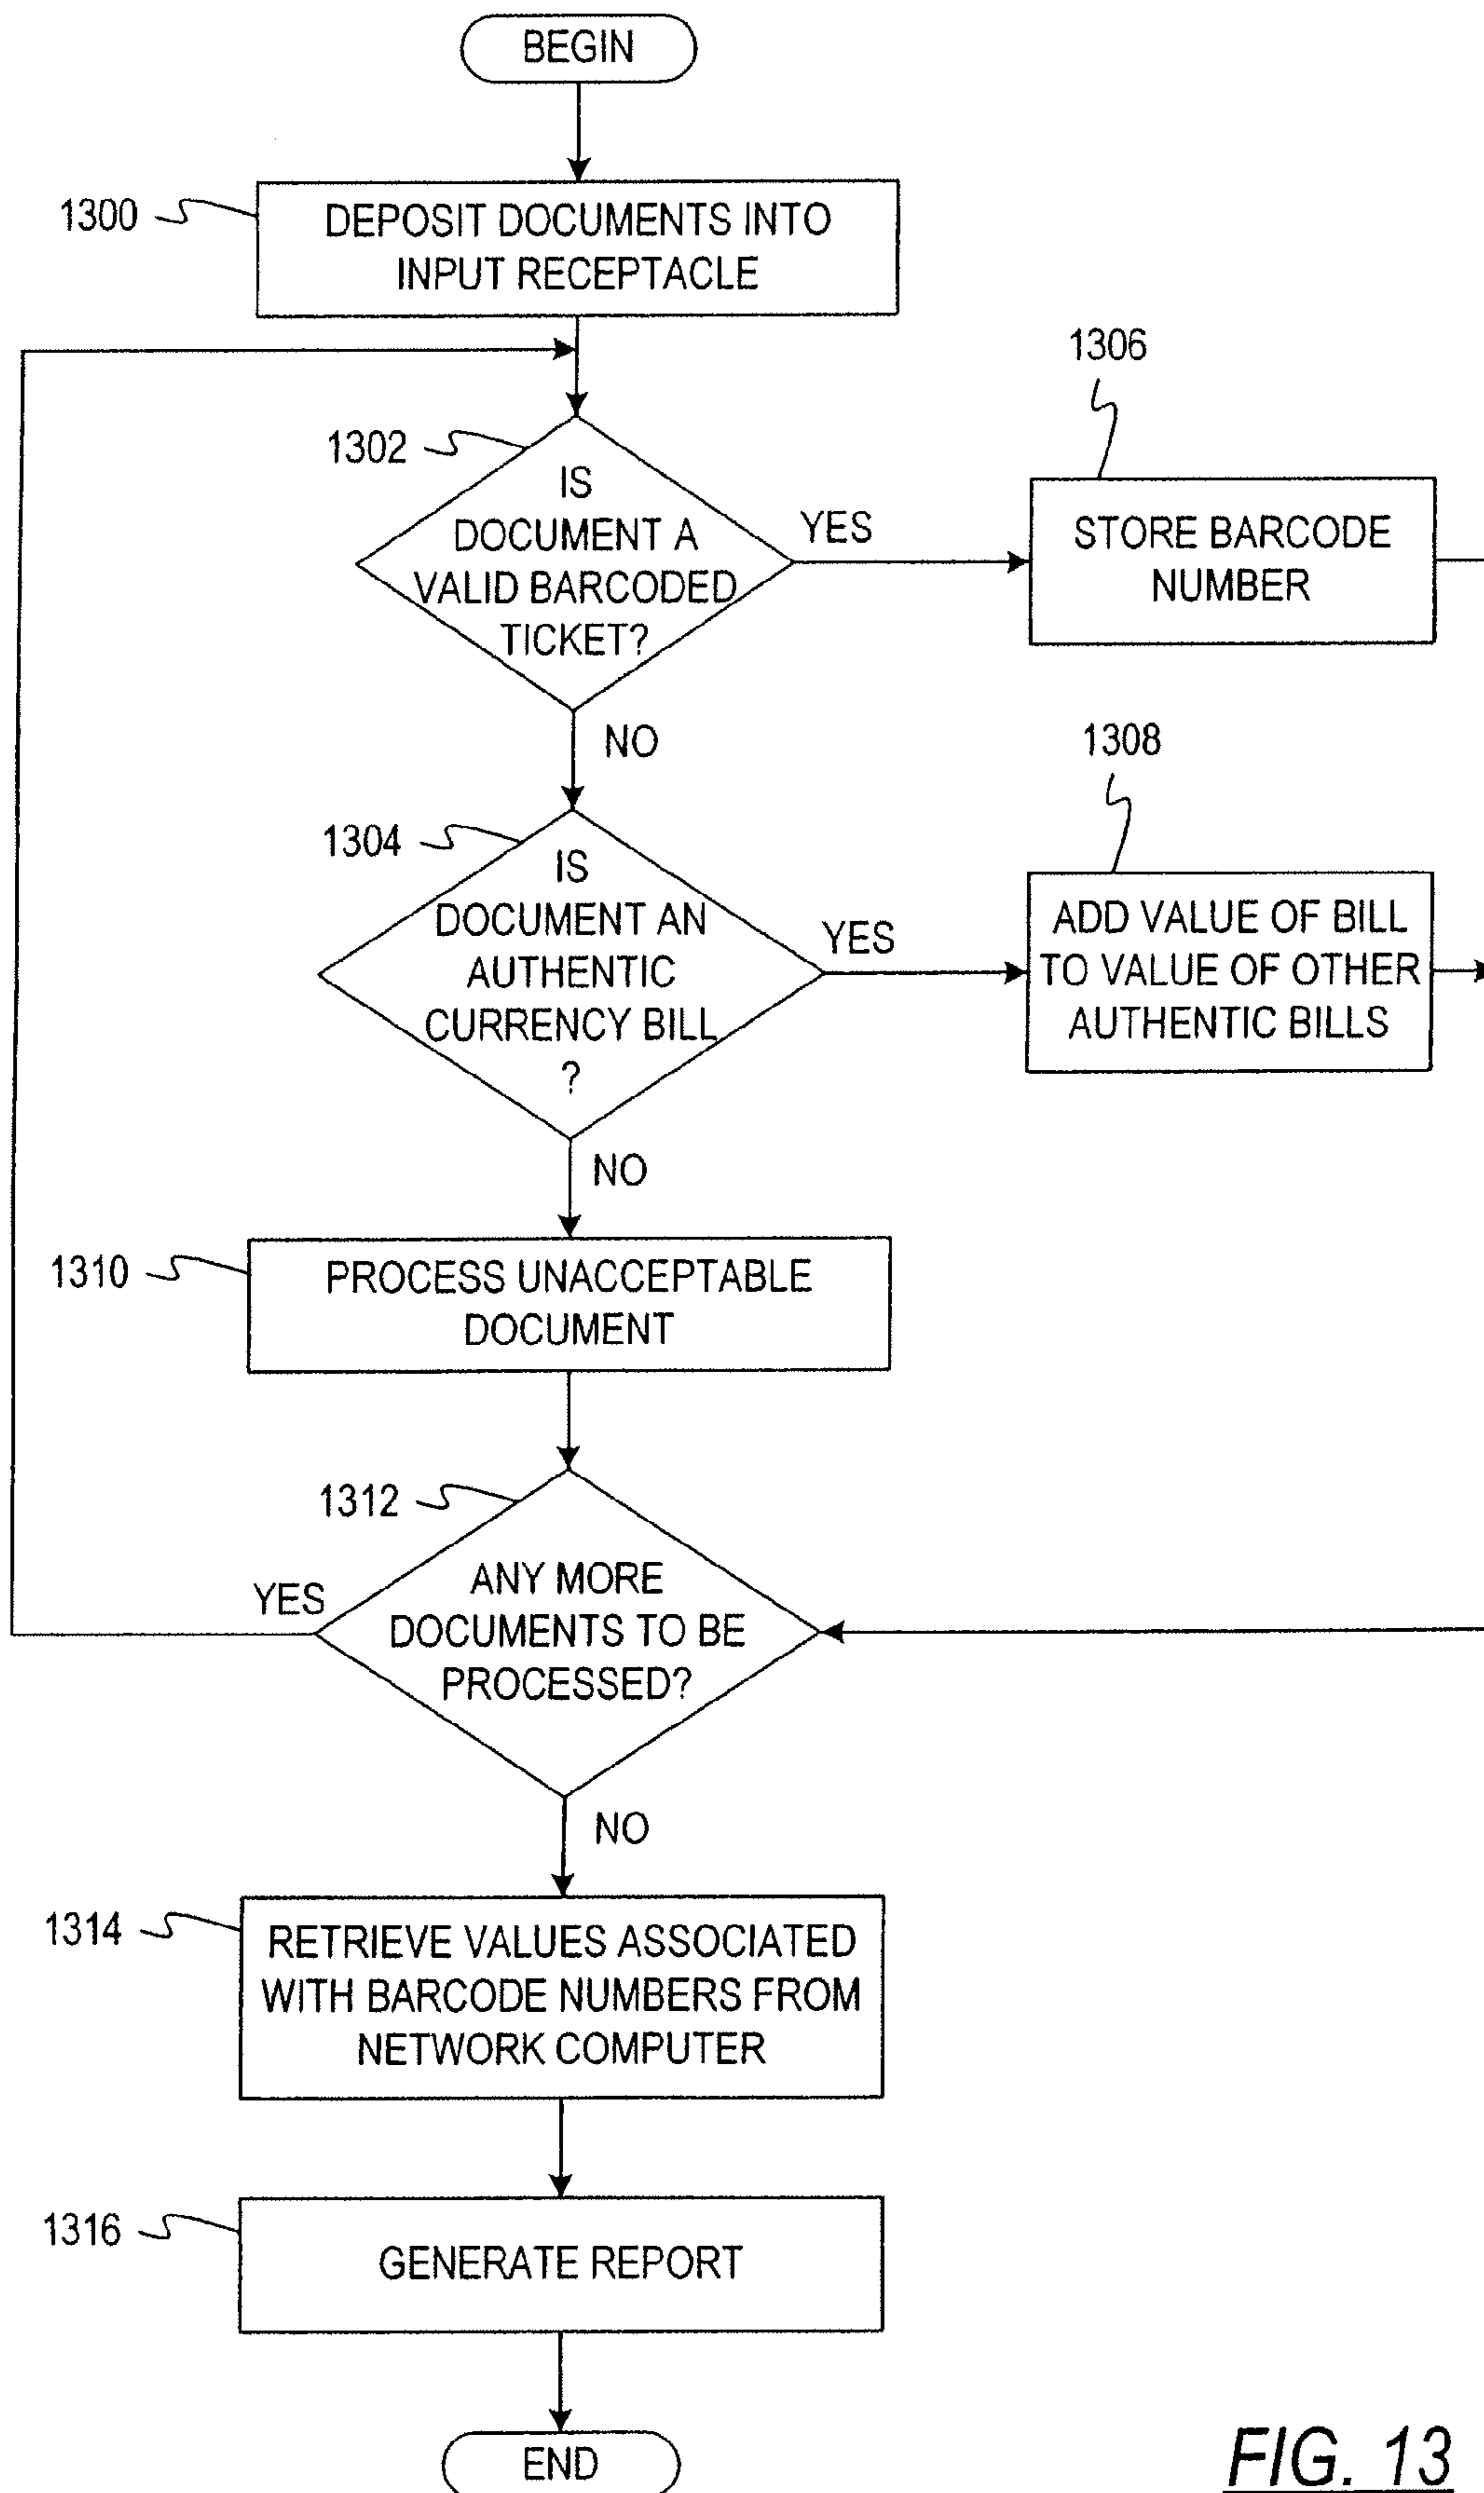 BEGIN
1300
DEPOSIT DOCUMENTS INTO
INPUT RECEPTACLE
1302
IS
DOCUMENT A
VALID BARCODED
TICKET?
YES
1306
STORE BARCODE
NUMBER
NO
1304
IS
DOCUMENT AN
AUTHENTIC
CURRENCY BILL
?
YES
1308
ADD VALUE OF BILL
TO VALUE OF OTHER
AUTHENTIC BILLS
NO
1310
PROCESS UNACCEPTABLE
DOCUMENT
1312
ANY MORE
DOCUMENTS TO BE
PROCESSED?
YES
NO
1314
RETRIEVE VALUES ASSOCIATED
WITH BARCODE NUMBERS FROM
NETWORK COMPUTER
1316
GENERATE REPORT
END
FIG. 13